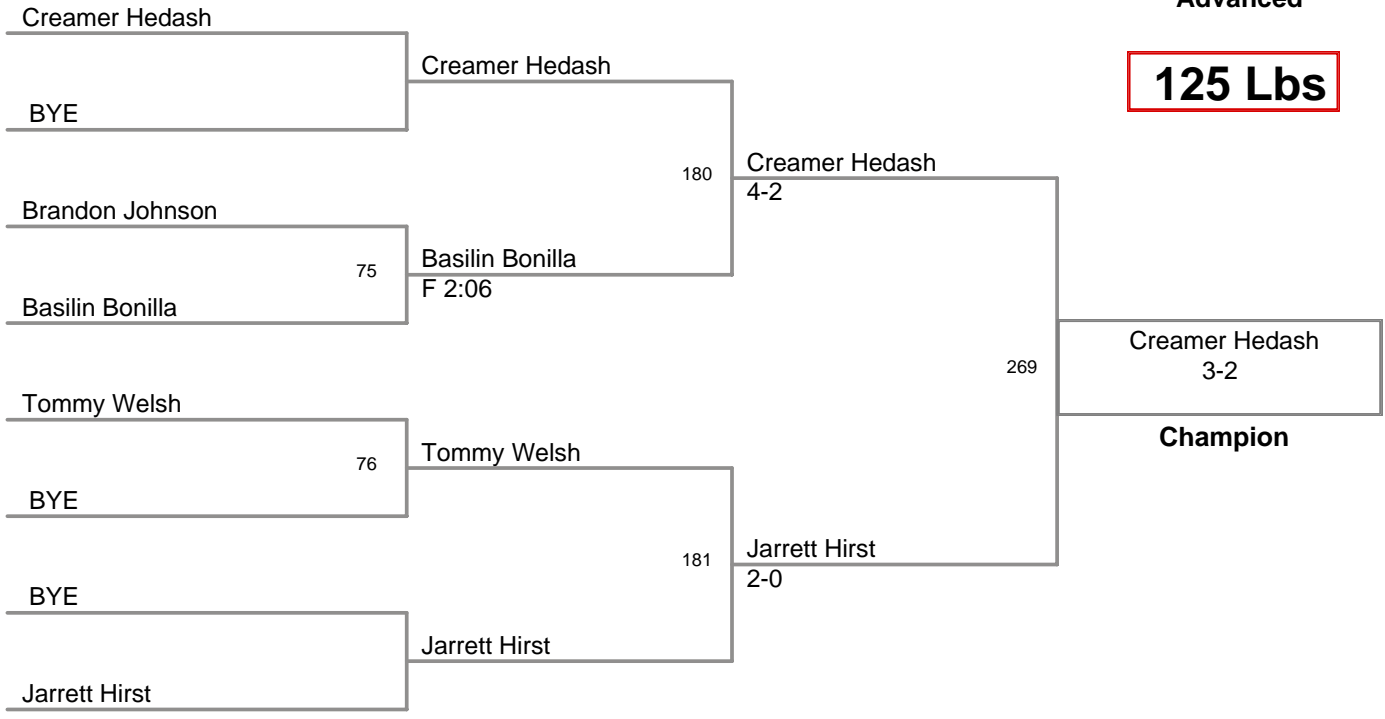 Advanced
125 Lbs
Creamer Hedash
BYE
Brandon Johnson
75
Basilin Bonilla
Tommy Welsh
76
BYE
BYE
Jarrett Hirst
Creamer Hedash
180
Basilin Bonilla
F 2:06
Tommy Welsh
181
Jarrett Hirst
Creamer Hedash
4-2
269
Jarrett Hirst
2-0
Creamer Hedash
3-2
Champion